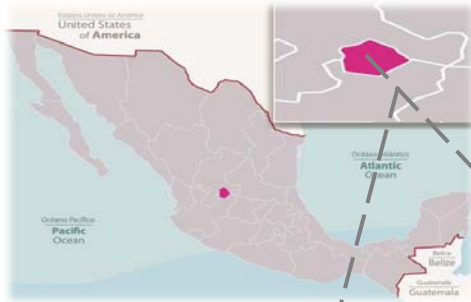 Estados Unidos de América
United States
of America
Océano Atlántico
Atlantic
Ocean
Océano Pacífico
Pacific
Ocean
Belice
Belize
Guatemala
Guatemala